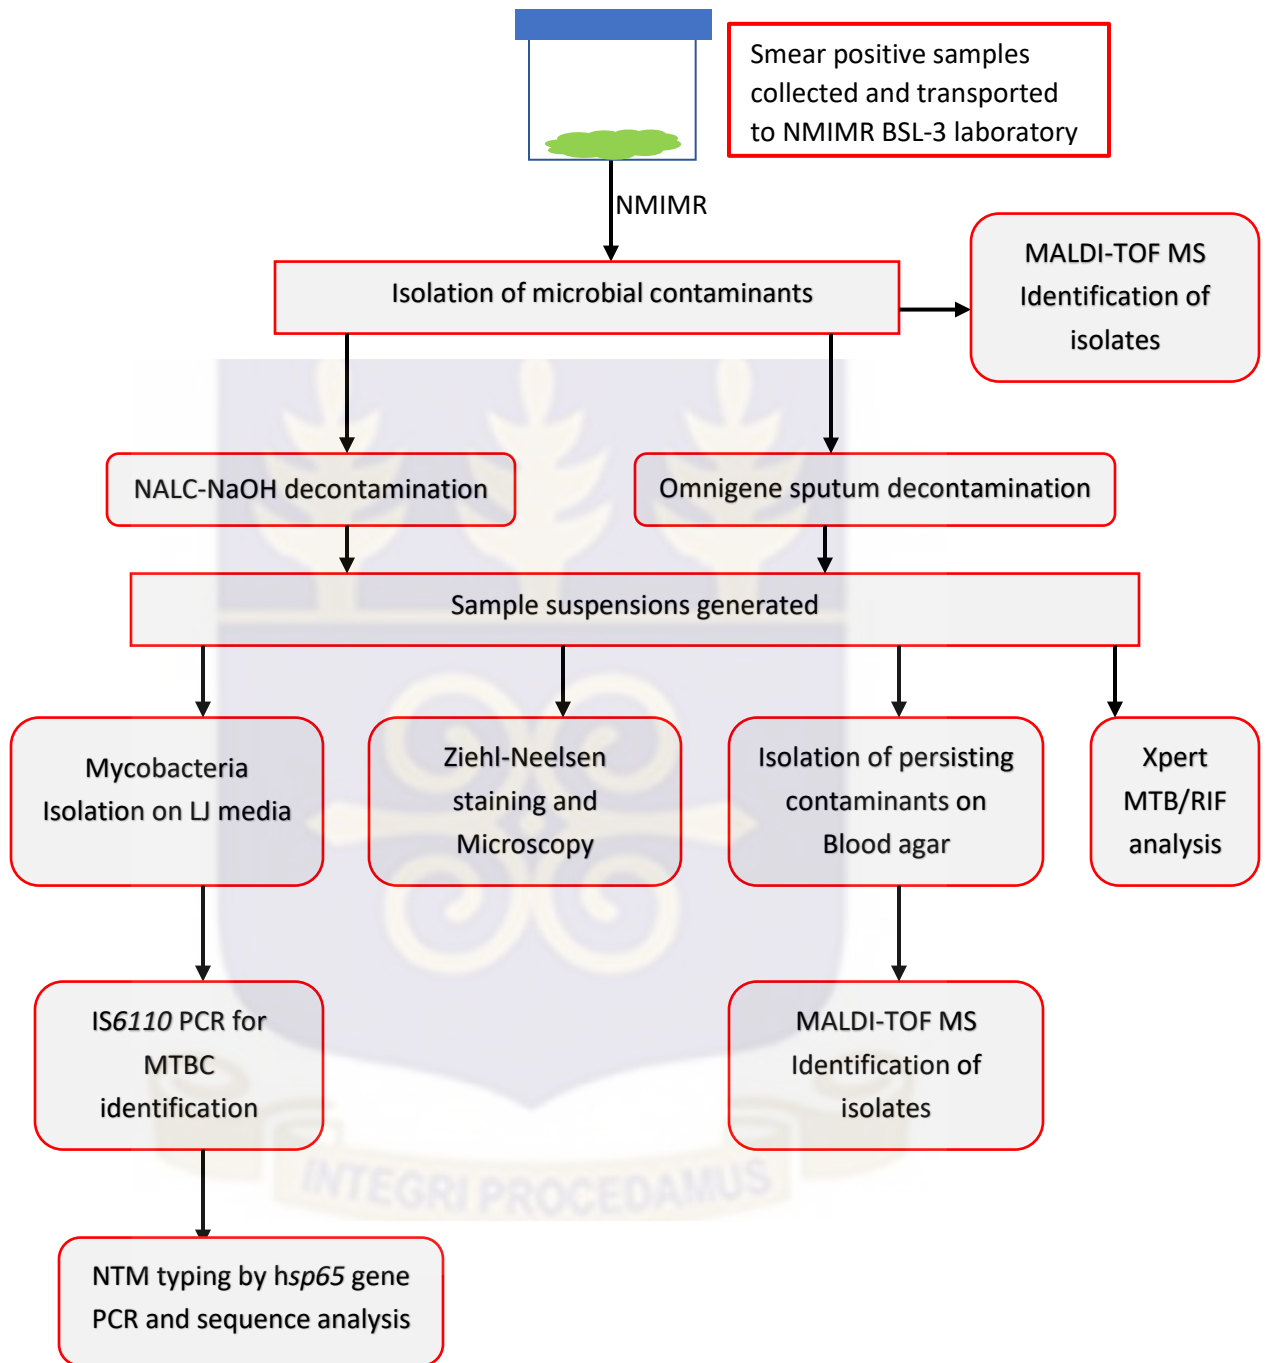 Smear positive samples
collected and transported
to NMIMR BSL-3 laboratory
NMIMR
Isolation of microbial contaminants
MALDI-TOF MS
Identification of
isolates
NALC-NaOH decontamination
Omnigene sputum decontamination
Sample suspensions generated
Mycobacteria
Isolation on LJ media
Ziehl-Neelsen
staining and
Microscopy
Isolation of persisting
contaminants on
Blood agar
Xpert
MTB/RIF
analysis
IS6110 PCR for
MTBC
identification
MALDI-TOF MS
Identification of
isolates
INTEGRI PROCEDAMUS
NTM typing by hsp65 gene
PCR and sequence analysis